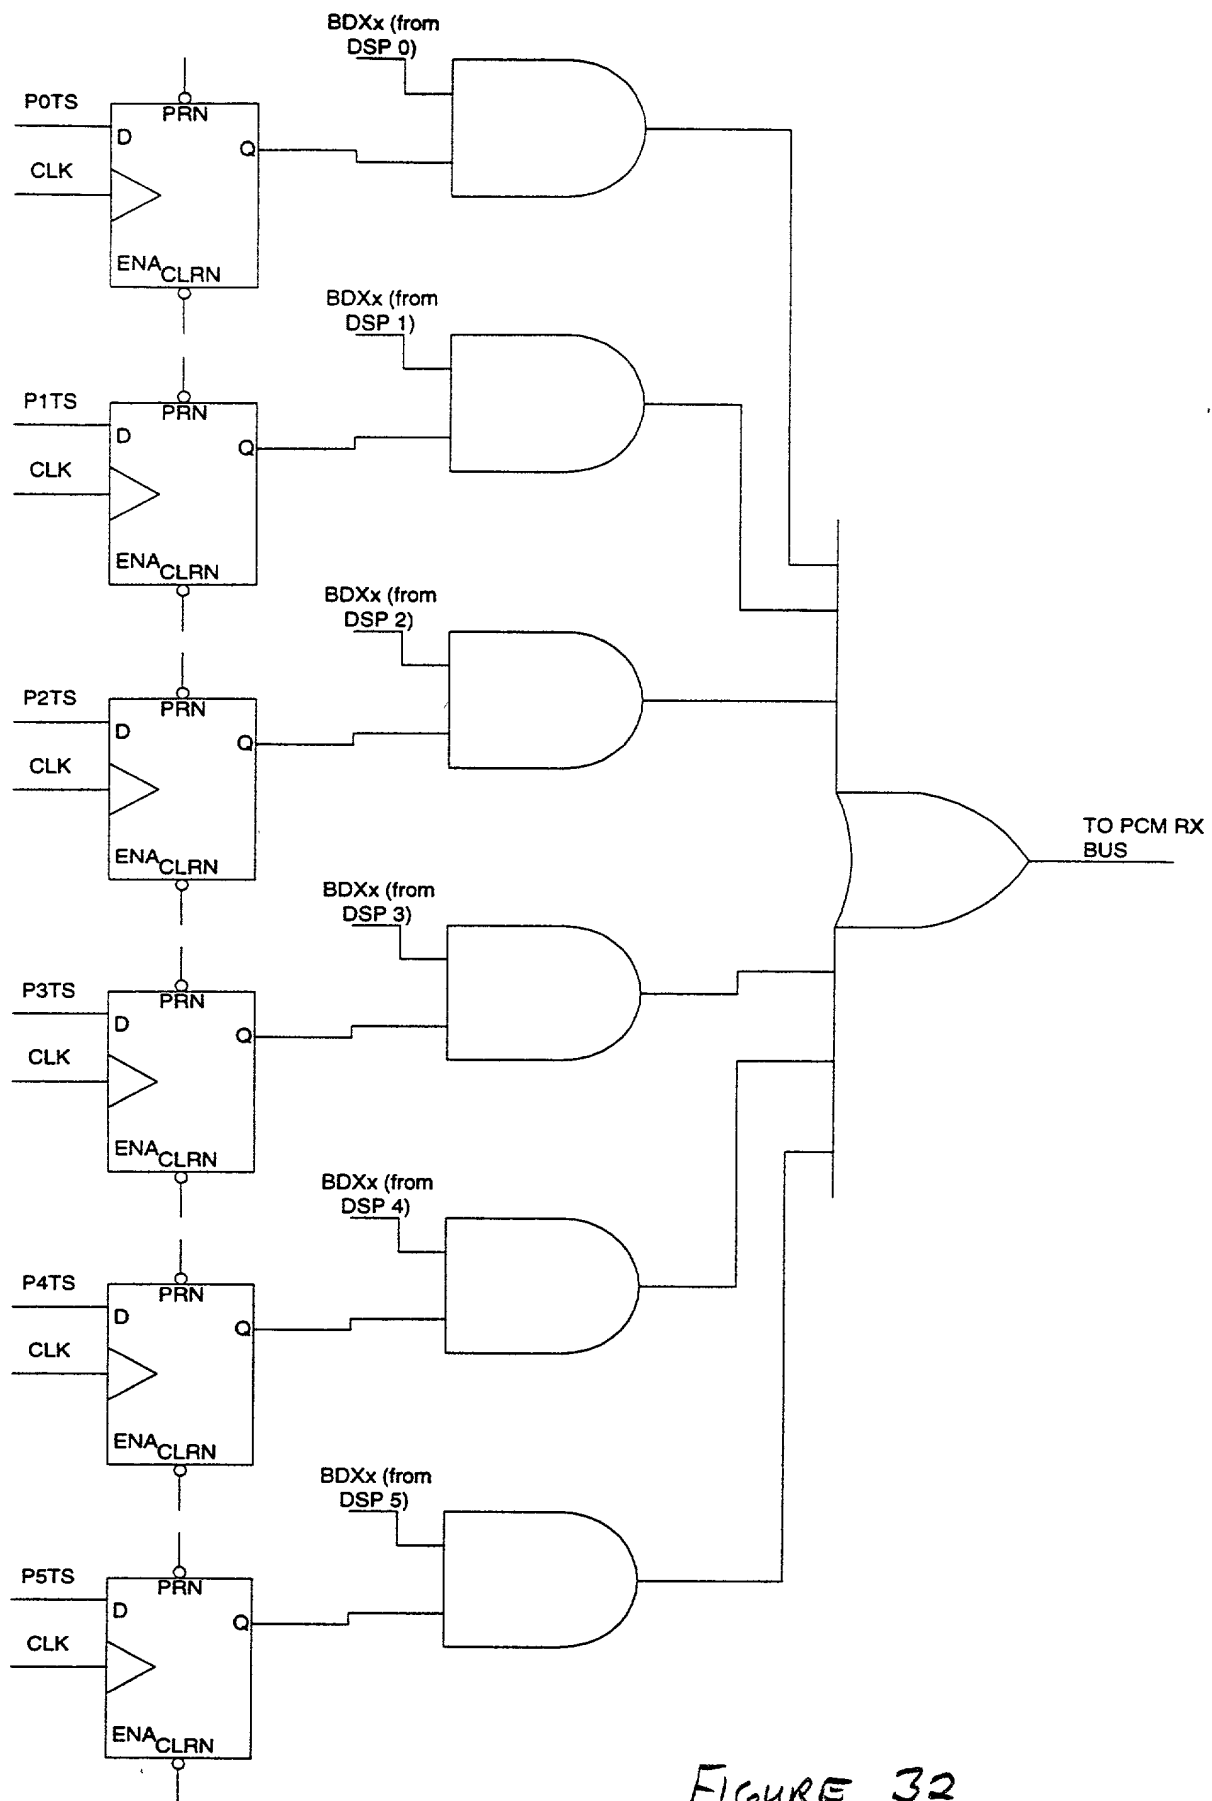 BDXx (from
DSP 0)
P0TS
PRN
D
Q
CLK
ENA
CLRN
BDXx (from
DSP 1)
P1TS
PRN
D
Q
CLK
ENA
CLRN
BDXx (from
DSP 2)
P2TS
PRN
D
Q
CLK
ENA
CLRN
TO PCM RX
BUS
BDXx (from
DSP 3)
P3TS
PRN
D
Q
CLK
ENA
CLRN
BDXx (from
DSP 4)
P4TS
PRN
D
Q
CLK
ENA
CLRN
BDXx (from
DSP 5)
P5TS
PRN
D
Q
CLK
ENA
CLRN
FIGURE 32